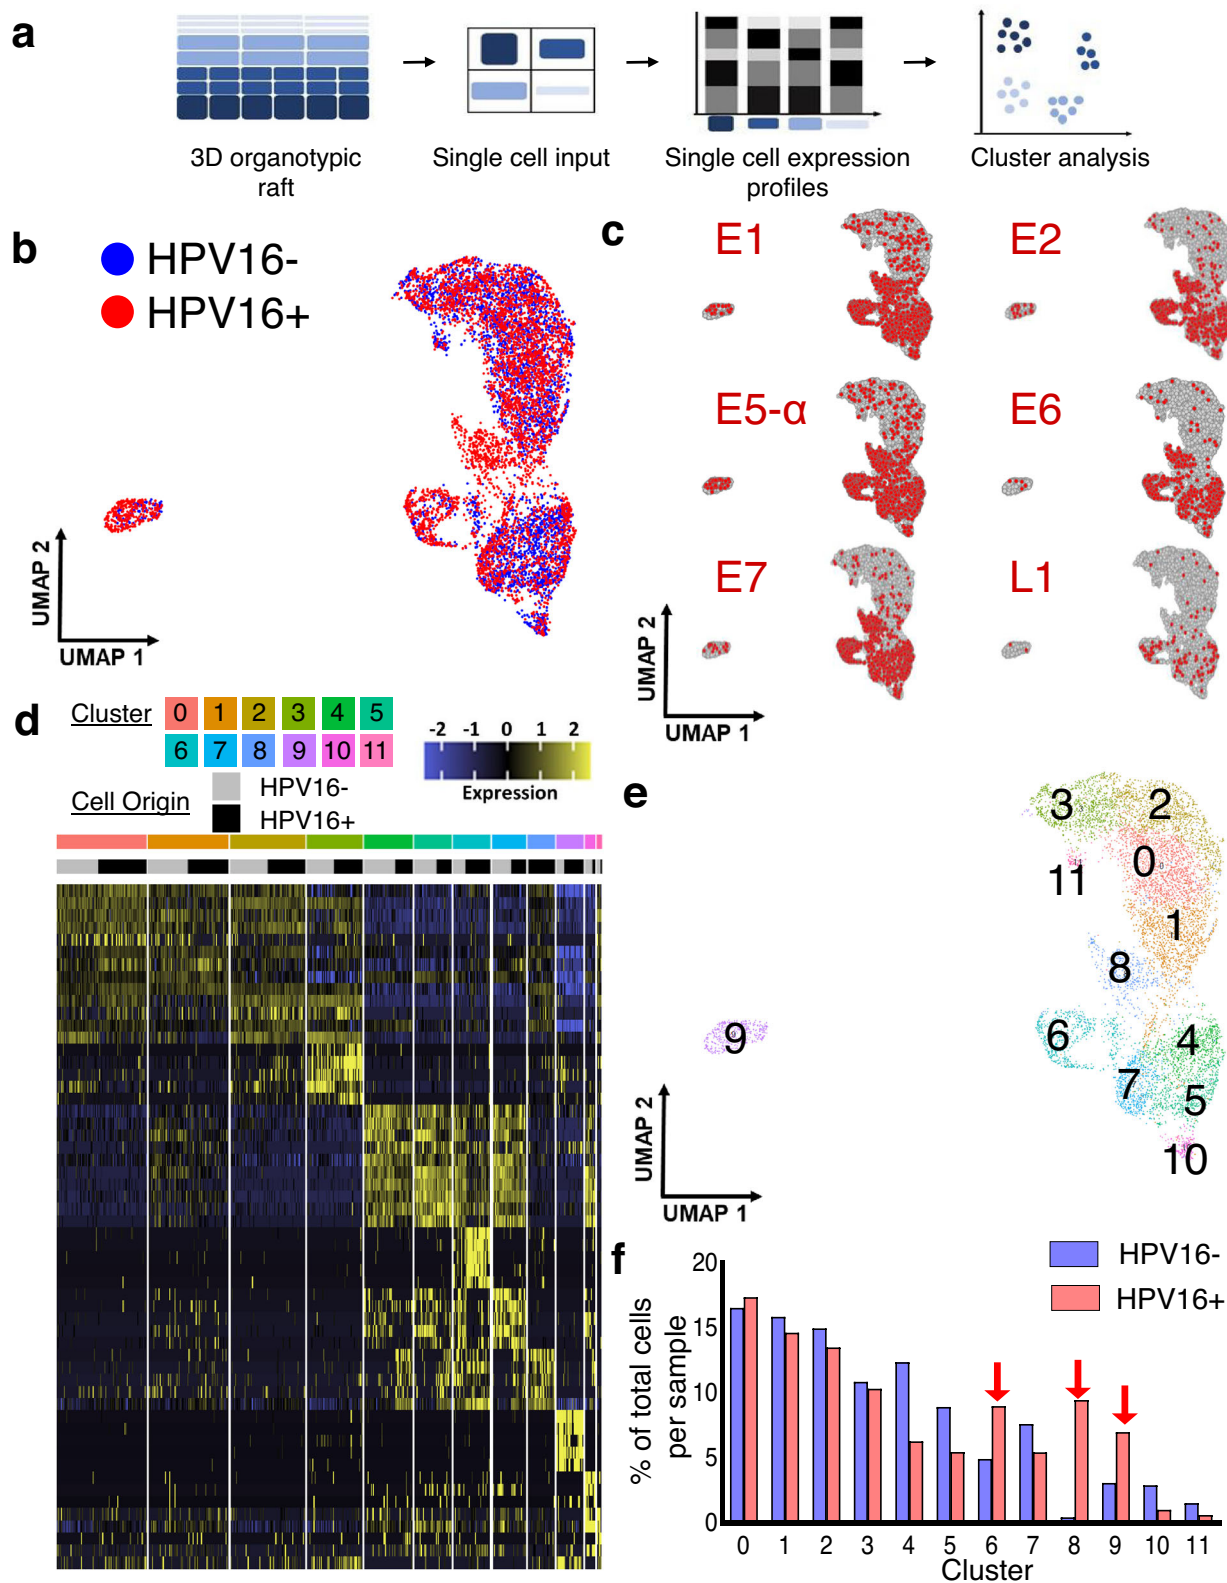 a
3D organotypic
raft
Single cell input
Single cell expression
profiles
Cluster analysis
b
HPV16-
HPV16+
UMAP 2
UMAP 1
c
E1
E2
E5-α
E6
E7
L1
UMAP 2
UMAP 1
d
Cluster
0 1 2 3 4 5
6 7 8 9 10 11
Cell Origin
HPV16-
HPV16+
-2 -1 0 1 2
Expression
e
3 2
0
11
1
8
9
6
4
7
5
10
UMAP 2
UMAP 1
f
HPV16-
HPV16+
% of total cells
per sample
20
15
10
5
0
0 1 2 3 4 5 6 7 8 9 10 11
Cluster